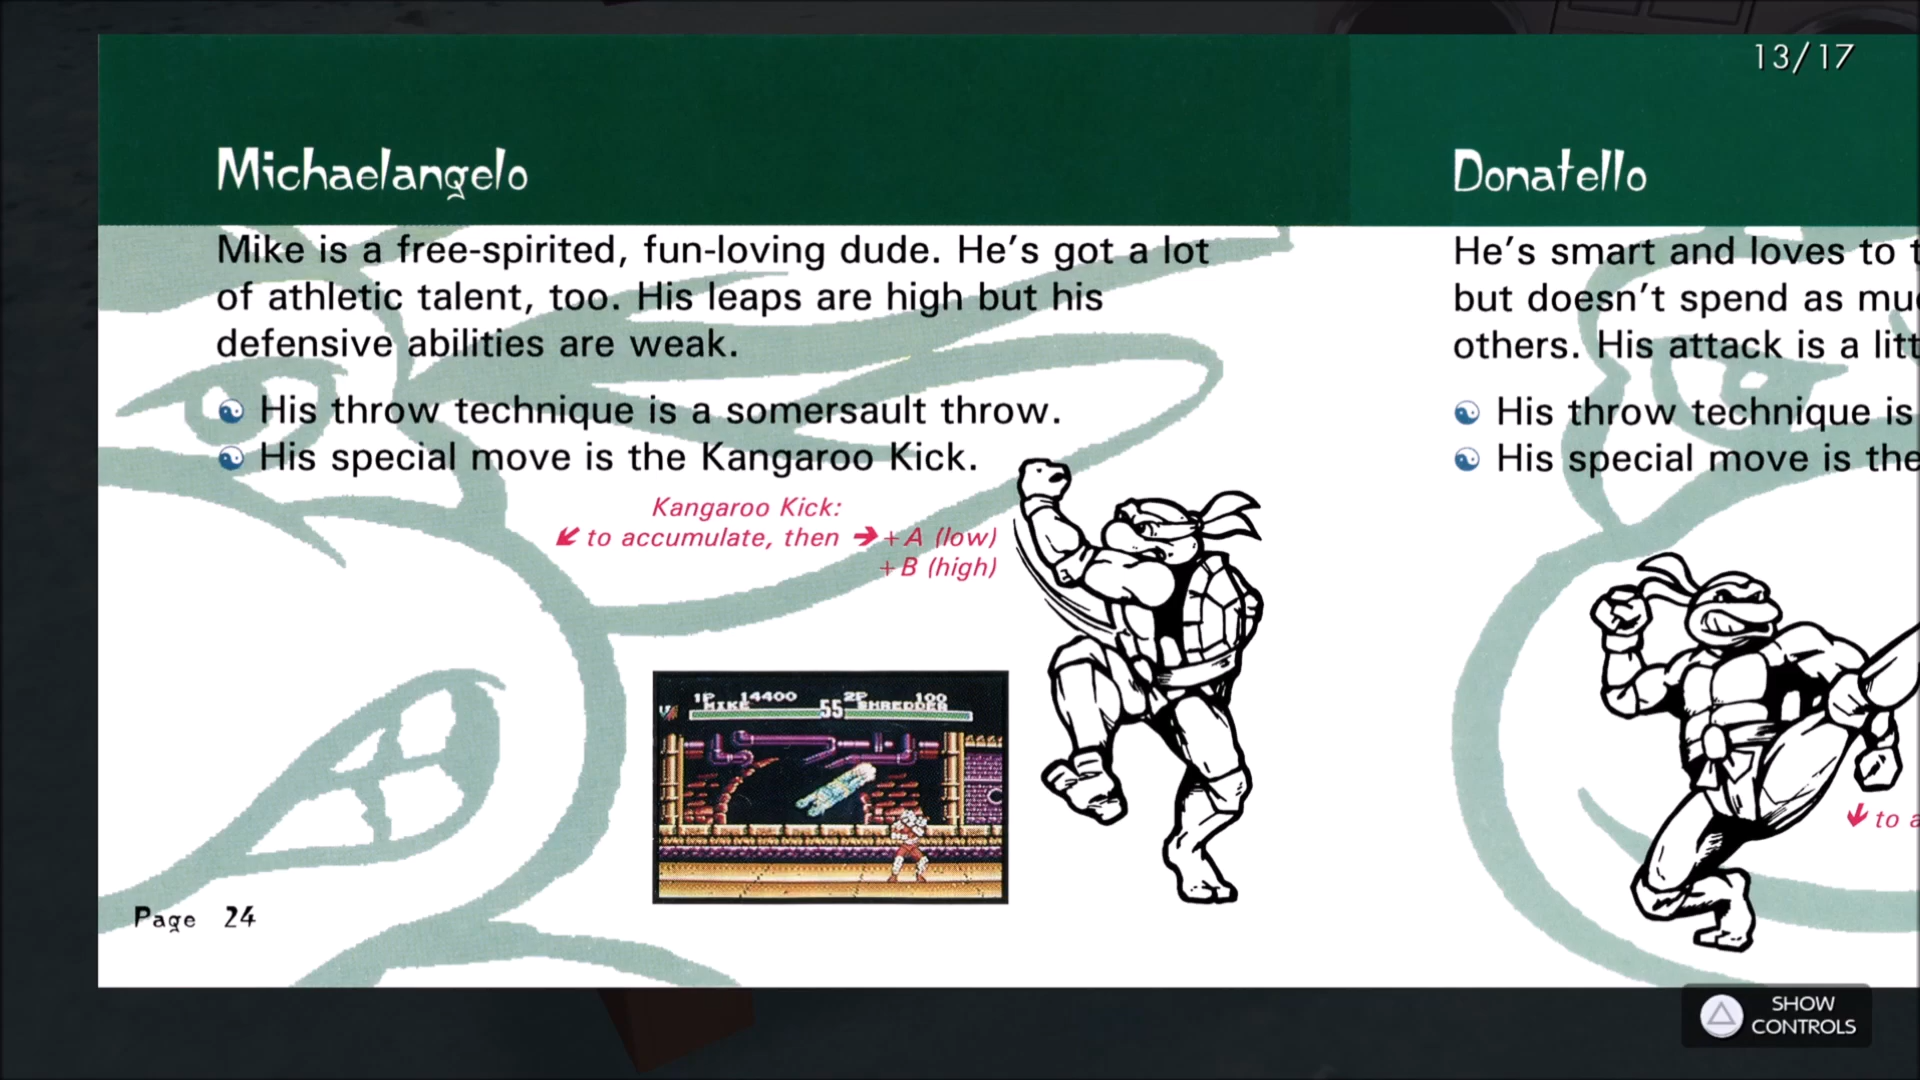 13/17
Michaelangelo
Mike is a free-spirited, fun-loving dude. He's got a lot
of athletic talent, too. His leaps are high but his
defensive abilities are weak.
His throw technique is a somersault throw.
His special move is the Kangaroo Kick.
Kangaroo Kick:
↙ to accumulate, then ➔ + A (low)
+ B (high)
1P 14400 2P 100
MIKE 55 SHREDDER
Page 24
Donatello
He's smart and loves to
but doesn't spend as
others. His attack is a
His throw technique is
His special move is the
↓ to
SHOW
CONTROLS